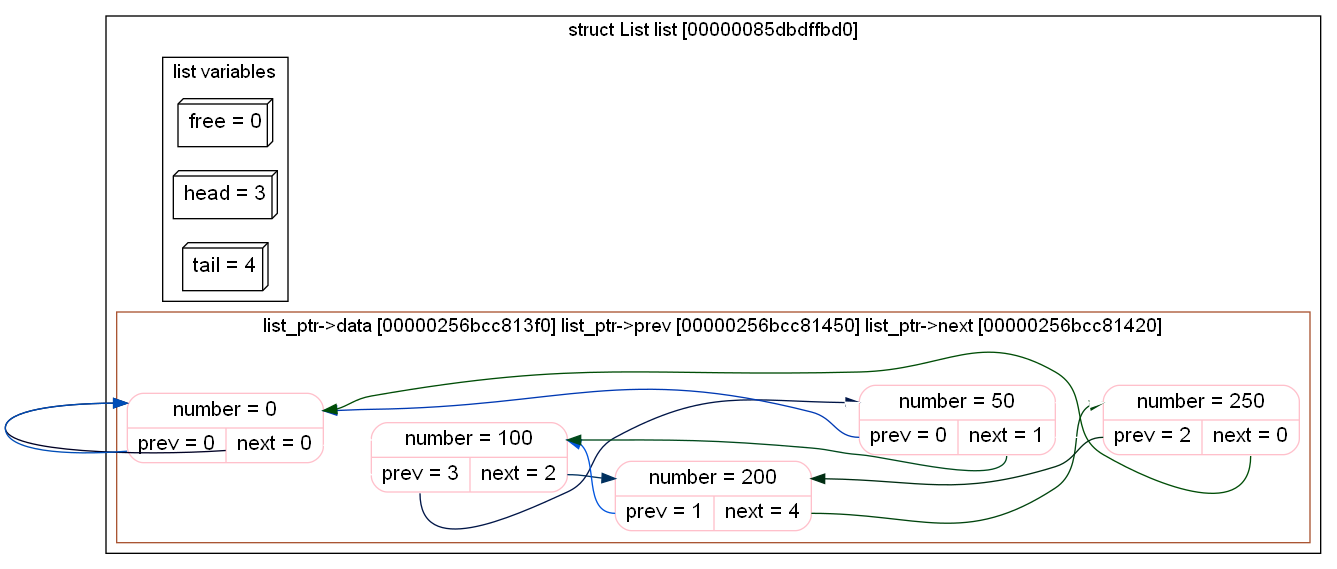 struct List list [00000085dbdffbd0]
list variables
free = 0
head = 3
tail = 4
list_ptr->data [00000256bcc813f0] list_ptr->prev [00000256bcc81450] list_ptr->next [00000256bcc81420]
number = 0
prev = 0 next = 0
number = 100
prev = 3 next = 2
number = 200
prev = 1 next = 4
number = 50
prev = 0 next = 1
number = 250
prev = 2 next = 0